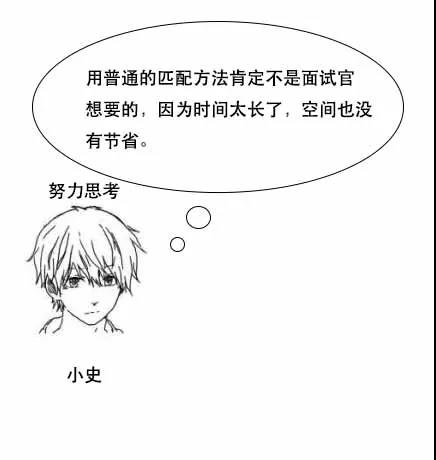 用普通的匹配方法肯定不是面试官
想要的，因为时间太长了，空间也没
有节省。
努力思考
小史